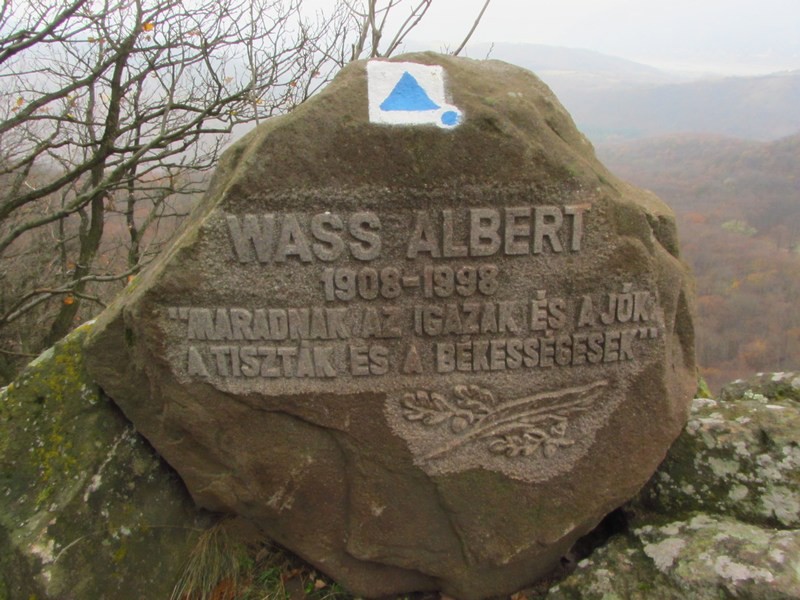 WASS ALBERT
1908-1998
"MARADNAK AZ IGAZAK ÉS A JÓK.
A TISZTÁK ÉS A BÉKESSÉGESEK"